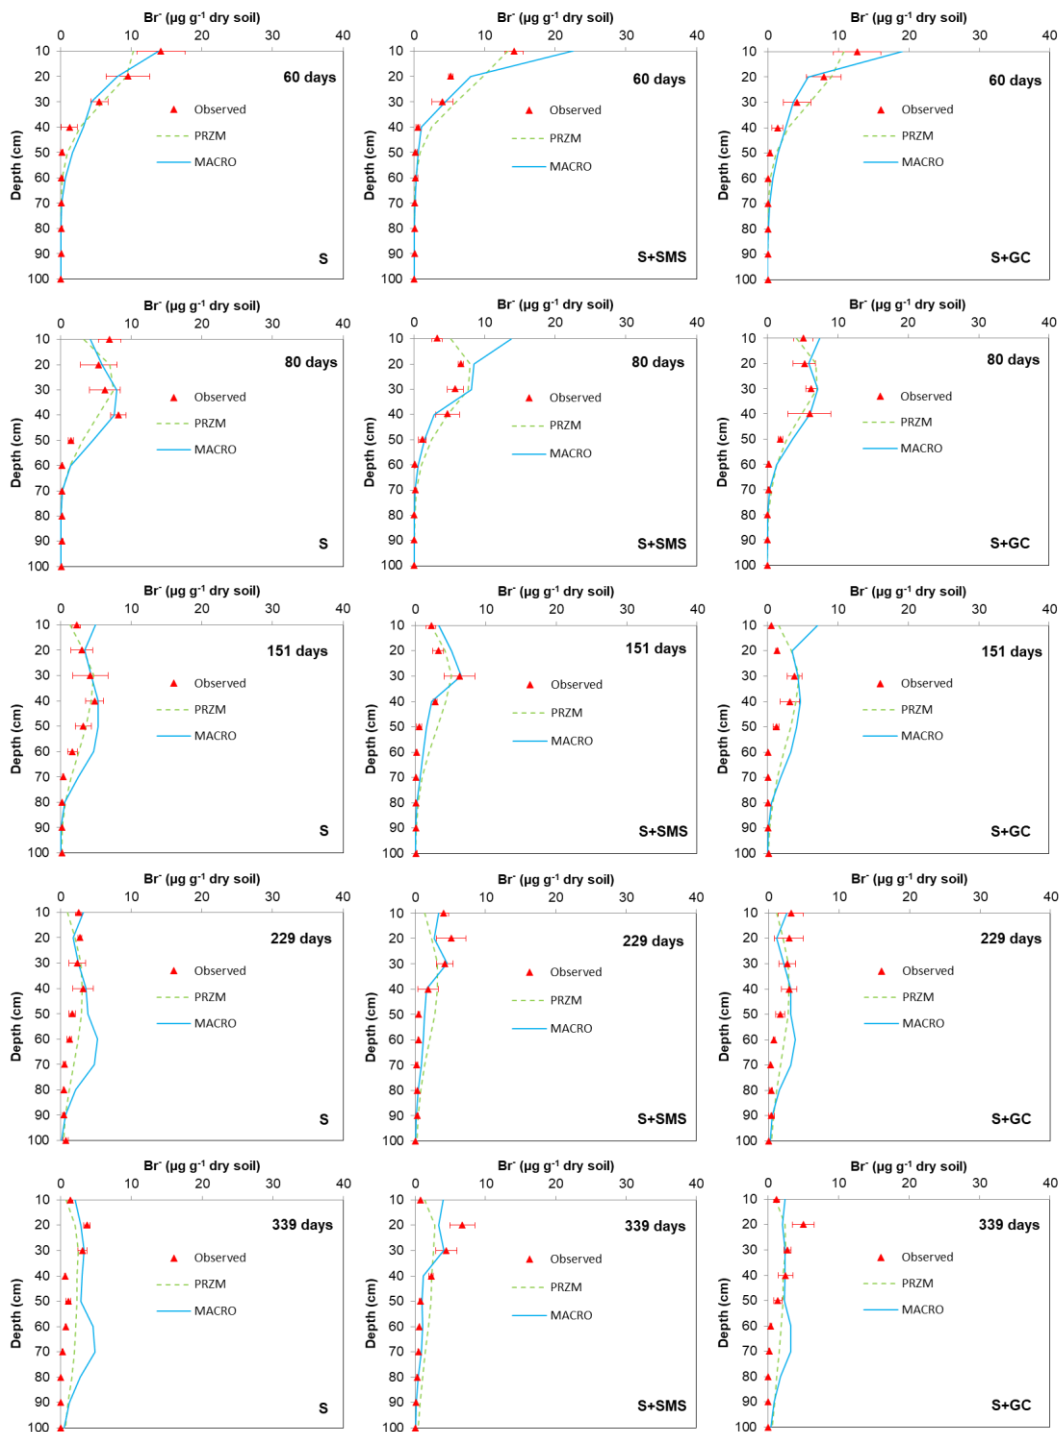 Br⁻ (µg g⁻¹ dry soil) Br⁻ (µg g⁻¹ dry soil) Br⁻ (µg g⁻¹ dry soil)
0 10 20 30 40 0 10 20 30 40 0 10 20 30 40
10 10 10
20 60 days 20 60 days 20 60 days
30 Observed 30 Observed 30 Observed
40 PRZM 40 PRZM 40 PRZM
50 MACRO 50 MACRO 50 MACRO
60 60 60
70 70 70
80 80 80
90 S 90 S+SMS 90 S+GC
100 100 100
Depth (cm) Depth (cm) Depth (cm)
Br⁻ (µg g⁻¹ dry soil) Br⁻ (µg g⁻¹ dry soil) Br⁻ (µg g⁻¹ dry soil)
0 10 20 30 40 0 10 20 30 40 0 10 20 30 40
10 10 10
20 80 days 20 80 days 20 80 days
30 Observed 30 Observed 30 Observed
40 PRZM 40 PRZM 40 PRZM
50 MACRO 50 MACRO 50 MACRO
60 60 60
70 70 70
80 80 80
90 S 90 S+SMS 90 S+GC
100 100 100
Depth (cm) Depth (cm) Depth (cm)
Br⁻ (µg g⁻¹ dry soil) Br⁻ (µg g⁻¹ dry soil) Br⁻ (µg g⁻¹ dry soil)
0 10 20 30 40 0 10 20 30 40 0 10 20 30 40
10 10 10
20 151 days 20 151 days 20 151 days
30 Observed 30 Observed 30 Observed
40 PRZM 40 PRZM 40 PRZM
50 MACRO 50 MACRO 50 MACRO
60 60 60
70 70 70
80 80 80
90 S 90 S+SMS 90 S+GC
100 100 100
Depth (cm) Depth (cm) Depth (cm)
Br⁻ (µg g⁻¹ dry soil) Br⁻ (µg g⁻¹ dry soil) Br⁻ (µg g⁻¹ dry soil)
0 10 20 30 40 0 10 20 30 40 0 10 20 30 40
10 10 10
20 229 days 20 229 days 20 229 days
30 Observed 30 Observed 30 Observed
40 PRZM 40 PRZM 40 PRZM
50 MACRO 50 MACRO 50 MACRO
60 60 60
70 70 70
80 80 80
90 S 90 S+SMS 90 S+GC
100 100 100
Depth (cm) Depth (cm) Depth (cm)
Br⁻ (µg g⁻¹ dry soil) Br⁻ (µg g⁻¹ dry soil) Br⁻ (µg g⁻¹ dry soil)
0 10 20 30 40 0 10 20 30 40 0 10 20 30 40
10 10 10
20 339 days 20 339 days 20 339 days
30 Observed 30 Observed 30 Observed
40 PRZM 40 PRZM 40 PRZM
50 MACRO 50 MACRO 50 MACRO
60 60 60
70 70 70
80 80 80
90 S 90 S+SMS 90 S+GC
100 100 100
Depth (cm) Depth (cm) Depth (cm)